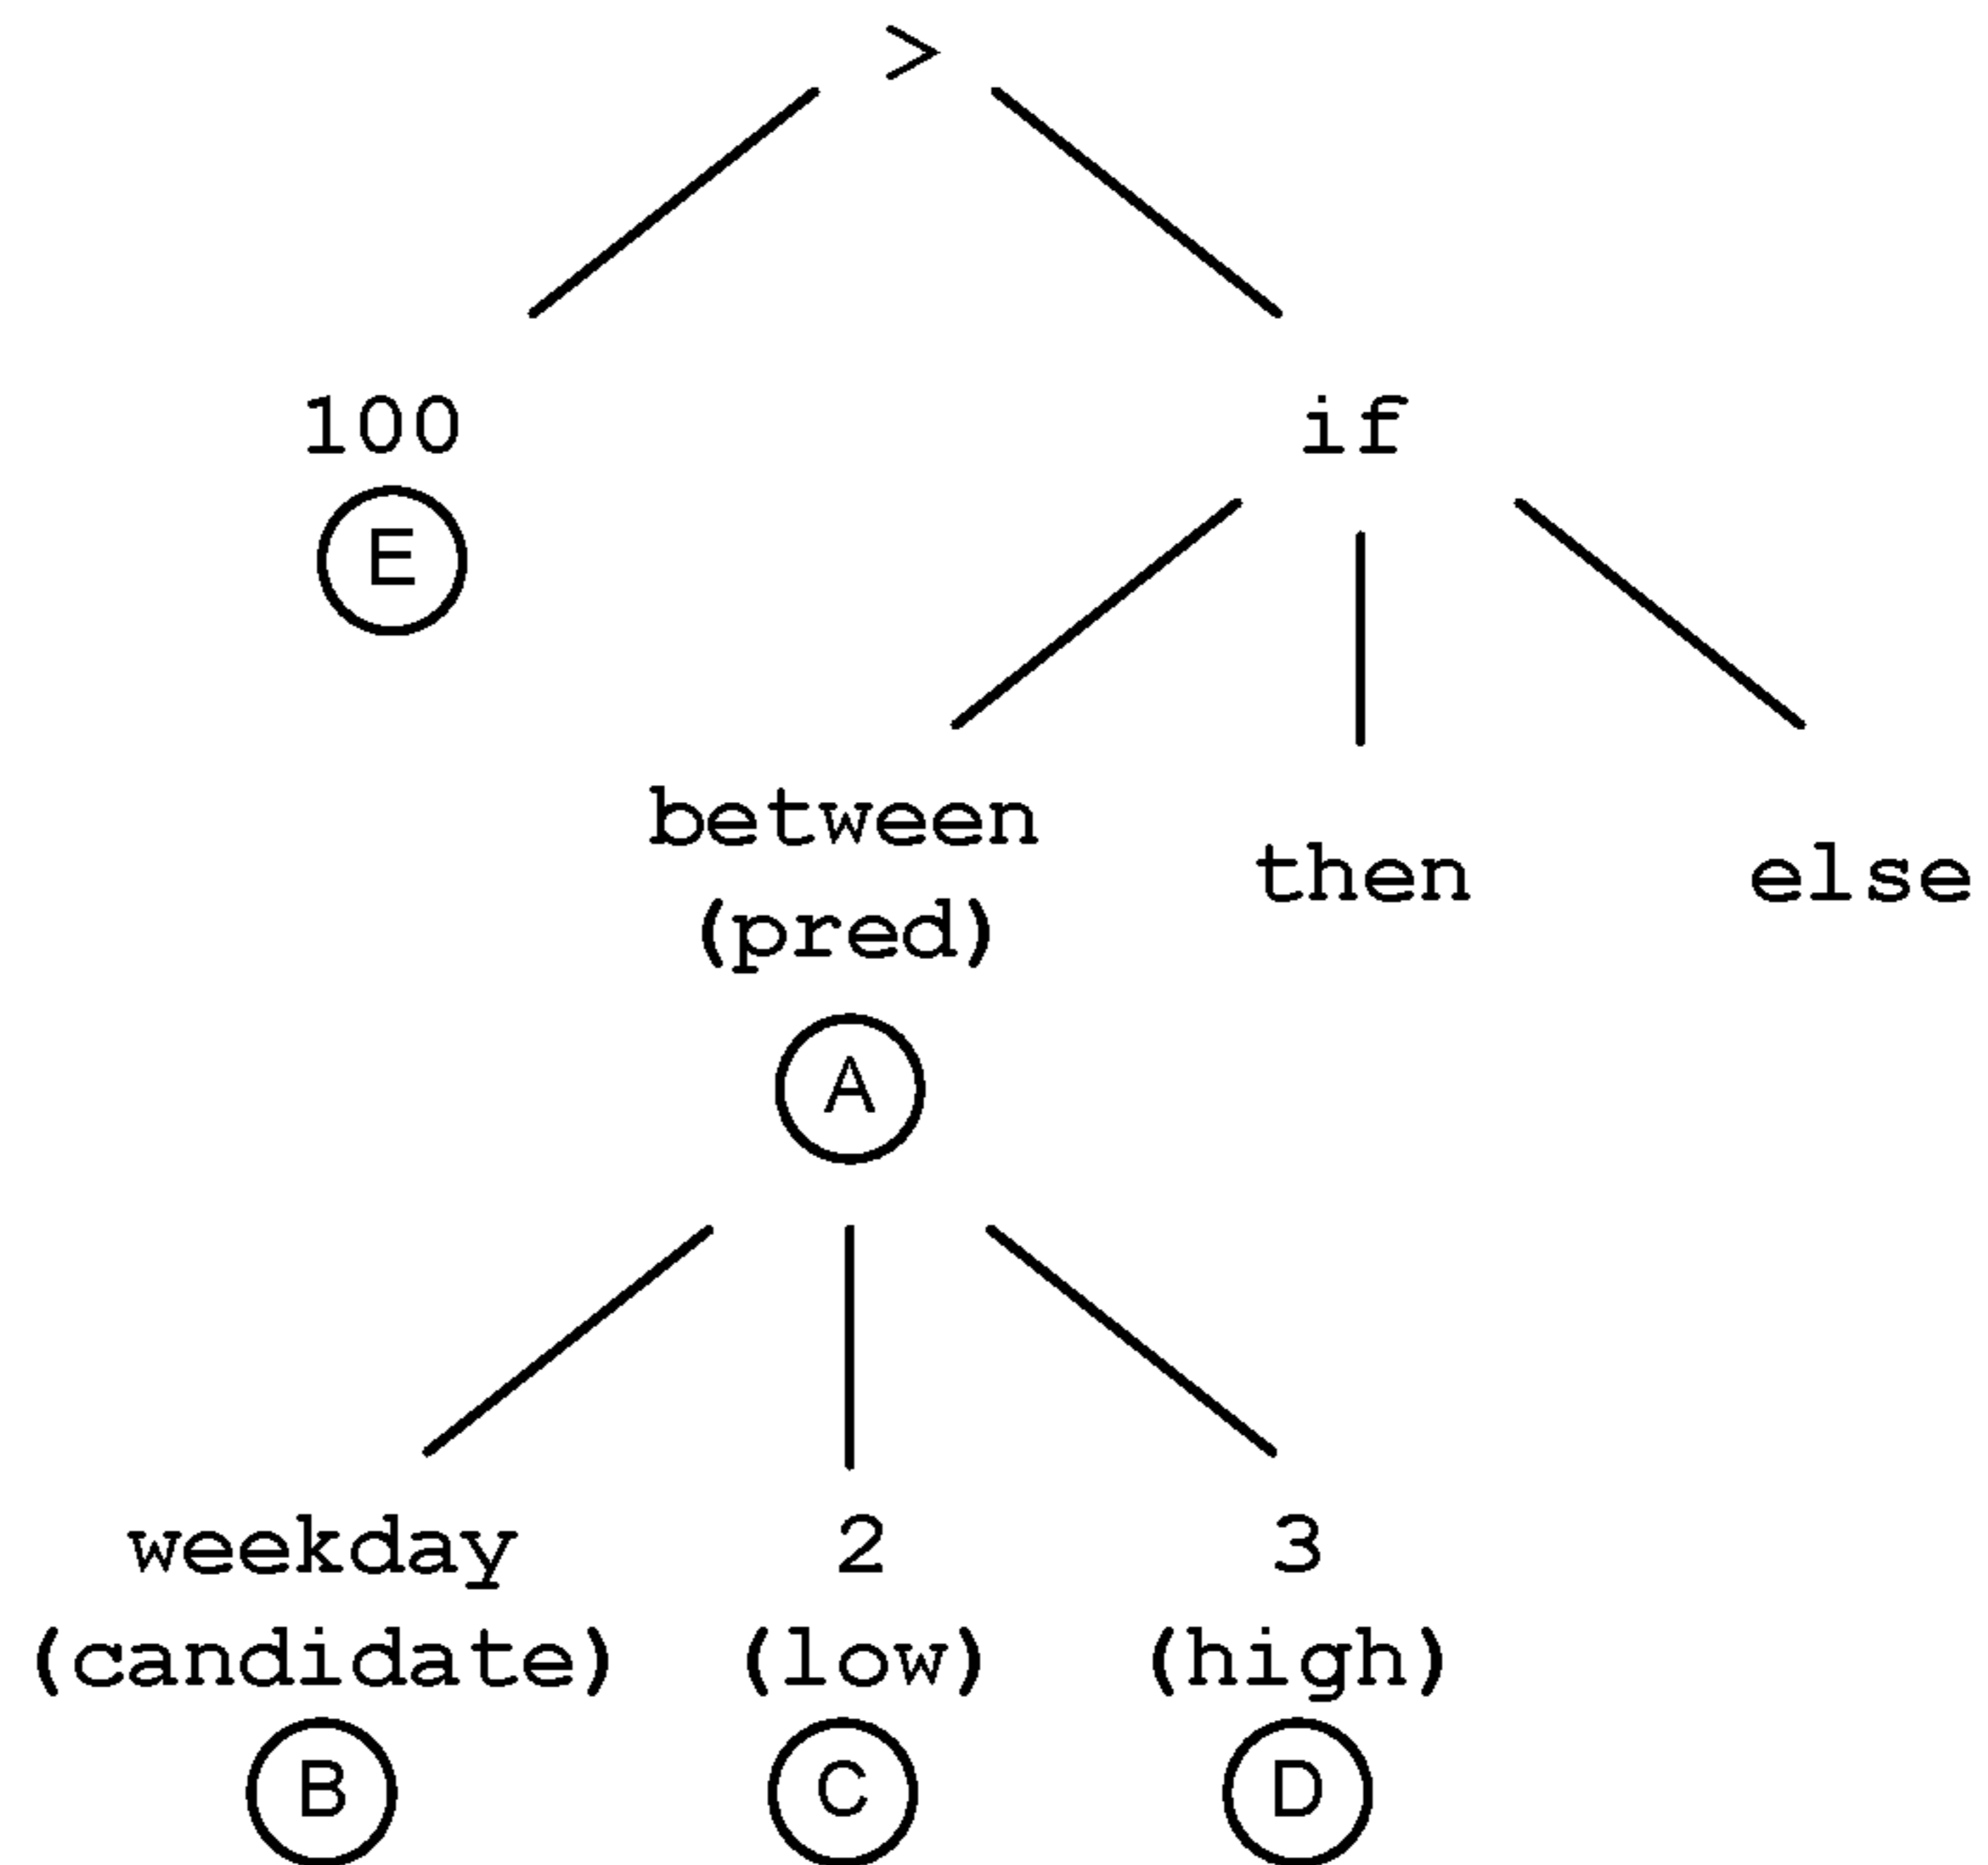 >
100
if
E
between
(pred)
then
else
A
weekday
2
3
(candidate)
(low)
(high)
B
C
D